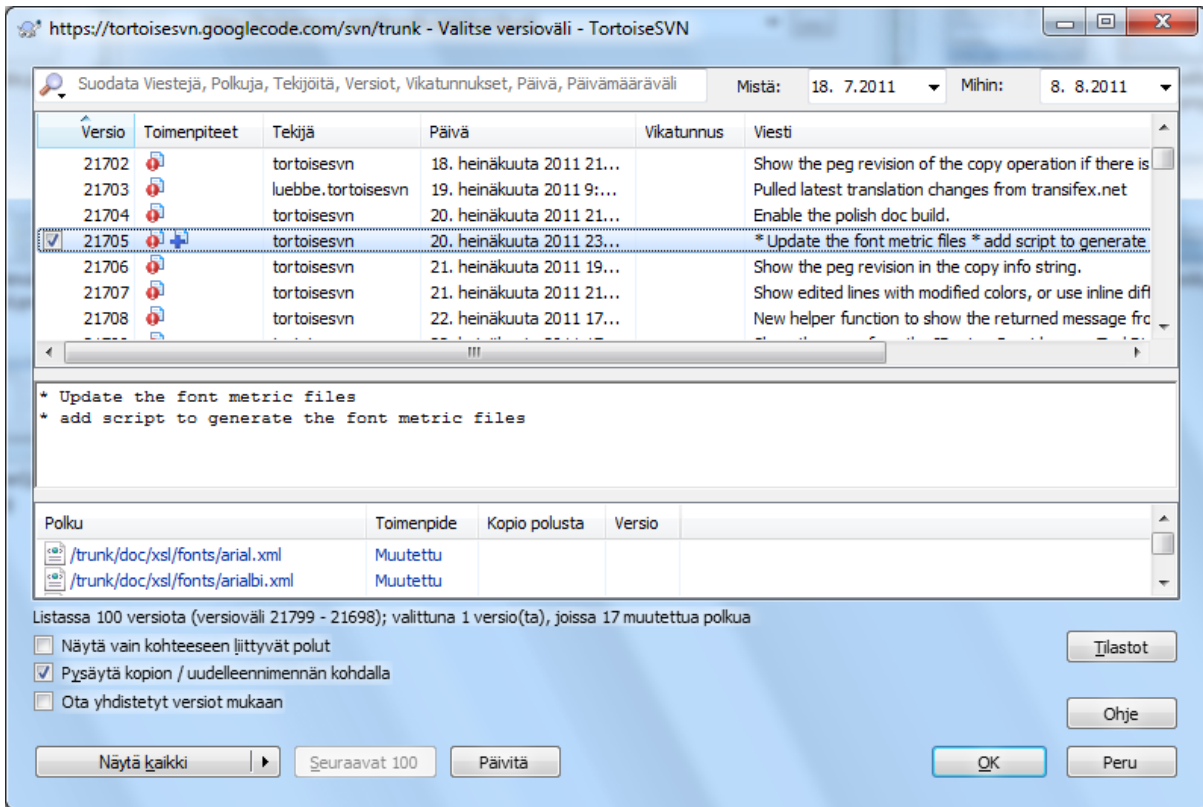 https://tortoisesvn.googlecode.com/svn/trunk - Valitse versioväli - TortoiseSVN
Suodata Viestejä, Polkuja, Tekijöitä, Versiot, Vikatunnukset, Päivä, Päivämääräväli Mistä: 18. 7.2011 Mihin: 8. 8.2011
Versio Toimenpiteet Tekijä Päivä Vikatunnus Viesti
21702 tortoisesvn 18. heinäkuuta 2011 21... Show the peg revision of the copy operation if there is
21703 luebbe.tortoisesvn 19. heinäkuuta 2011 9:... Pulled latest translation changes from transifex.net
21704 tortoisesvn 20. heinäkuuta 2011 21... Enable the polish doc build.
21705 tortoisesvn 20. heinäkuuta 2011 23... * Update the font metric files * add script to generate
21706 tortoisesvn 21. heinäkuuta 2011 19... Show the peg revision in the copy info string.
21707 tortoisesvn 21. heinäkuuta 2011 21... Show edited lines with modified colors, or use inline diff
21708 tortoisesvn 22. heinäkuuta 2011 17... New helper function to show the returned message fro
* Update the font metric files
* add script to generate the font metric files
Polku Toimenpide Kopio polusta Versio
/trunk/doc/xsl/fonts/arial.xml Muutettu
/trunk/doc/xsl/fonts/arialbi.xml Muutettu
Listassa 100 versiota (versioväli 21799 - 21698); valittuna 1 versio(ta), joissa 17 muutettua polkua
Näytä vain kohteeseen liittyvät polut Tilastot
Pysäytä kopion / uudelleennimennän kohdalla
Ota yhdistetyt versiot mukaan
Ohje
Näytä kaikki Seuraavat 100 Päivitä OK Peru